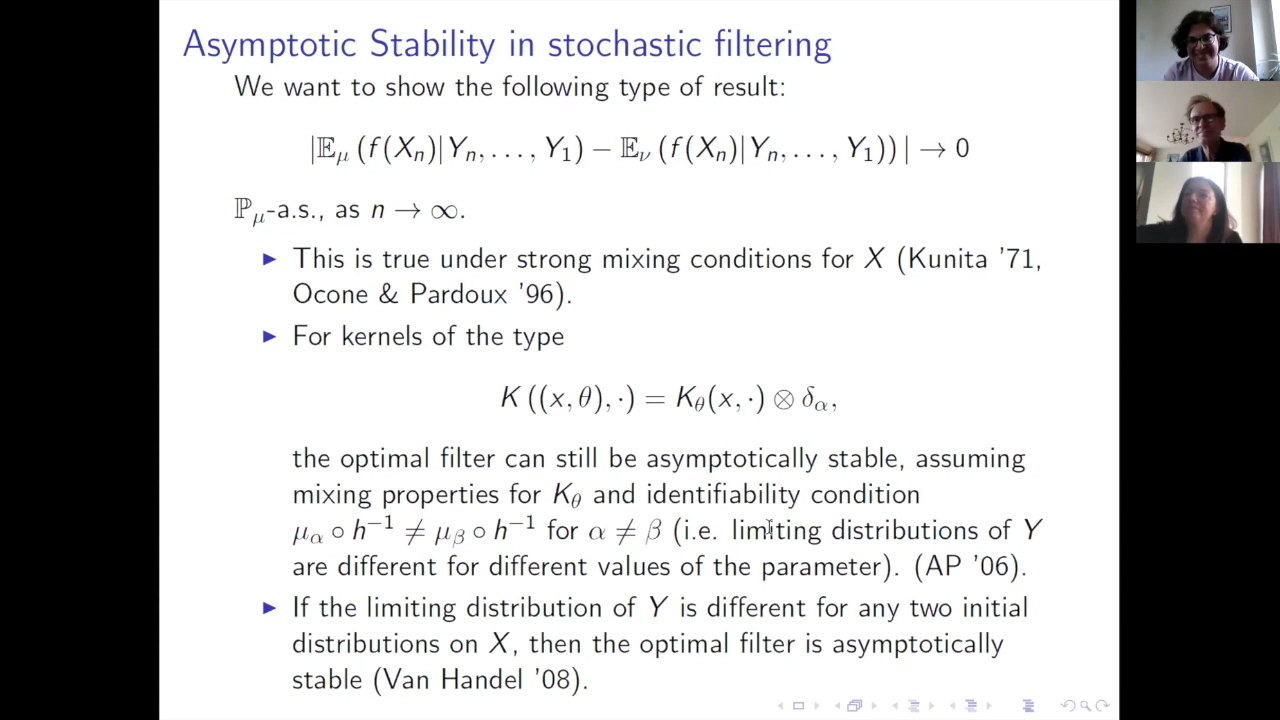 Asymptotic Stability in stochastic filtering
We want to show the following type of result:
|𝔼_μ (f(X_n)|Y_n, …, Y_1) − 𝔼_ν (f(X_n)|Y_n, …, Y_1)) | → 0
ℙ_μ-a.s., as n → ∞.
▶ This is true under strong mixing conditions for X (Kunita '71,
Ocone & Pardoux '96).
▶ For kernels of the type
K ((x, θ), ·) = K_θ(x, ·) ⊗ δ_α,
the optimal filter can still be asymptotically stable, assuming
mixing properties for K_θ and identifiability condition
μ_α ∘ h⁻¹ ≠ μ_β ∘ h⁻¹ for α ≠ β (i.e. limiting distributions of Y
are different for different values of the parameter). (AP '06).
▶ If the limiting distribution of Y is different for any two initial
distributions on X, then the optimal filter is asymptotically
stable (Van Handel '08).